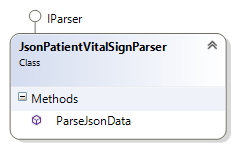 IParser
JsonPatientVitalSignParser
Class
Methods
ParseJsonData